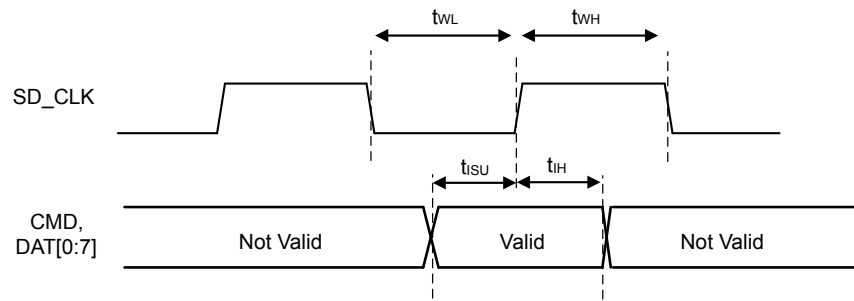 tWL tWH
SD_CLK
tISU tIH
CMD,
DAT[0:7]
Not Valid Valid Not Valid